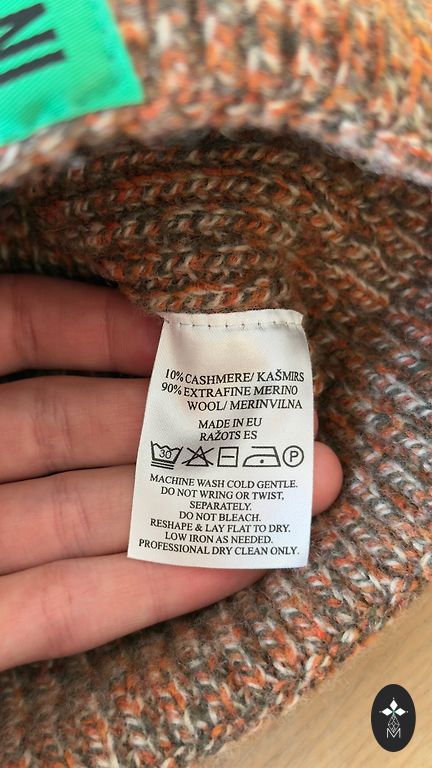 INI
10% CASHMERE/ KAŠMIRS
90% EXTRAFINE MERINO
WOOL/ MERINVILNA
MADE IN EU
RAŽOTS ES
30 P
MACHINE WASH COLD GENTLE.
DO NOT WRING OR TWIST,
SEPARATELY.
DO NOT BLEACH.
RESHAPE & LAY FLAT TO DRY.
LOW IRON AS NEEDED.
PROFESSIONAL DRY CLEAN ONLY.
M